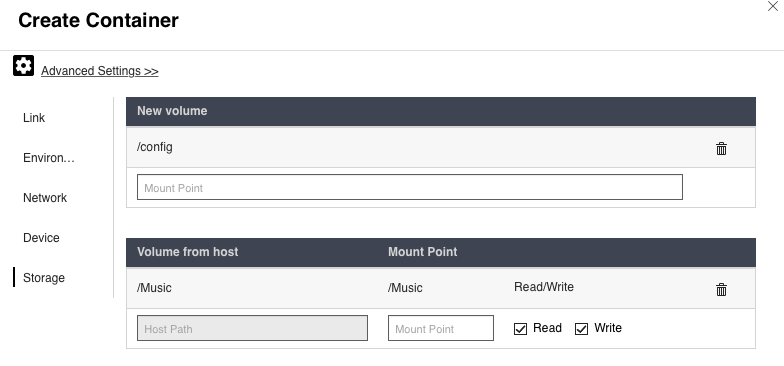 Create Container
Advanced Settings >>
Link
Environ...
Network
Device
Storage
New volume
/config
Mount Point
Volume from host Mount Point
/Music /Music Read/Write
Host Path Mount Point Read Write